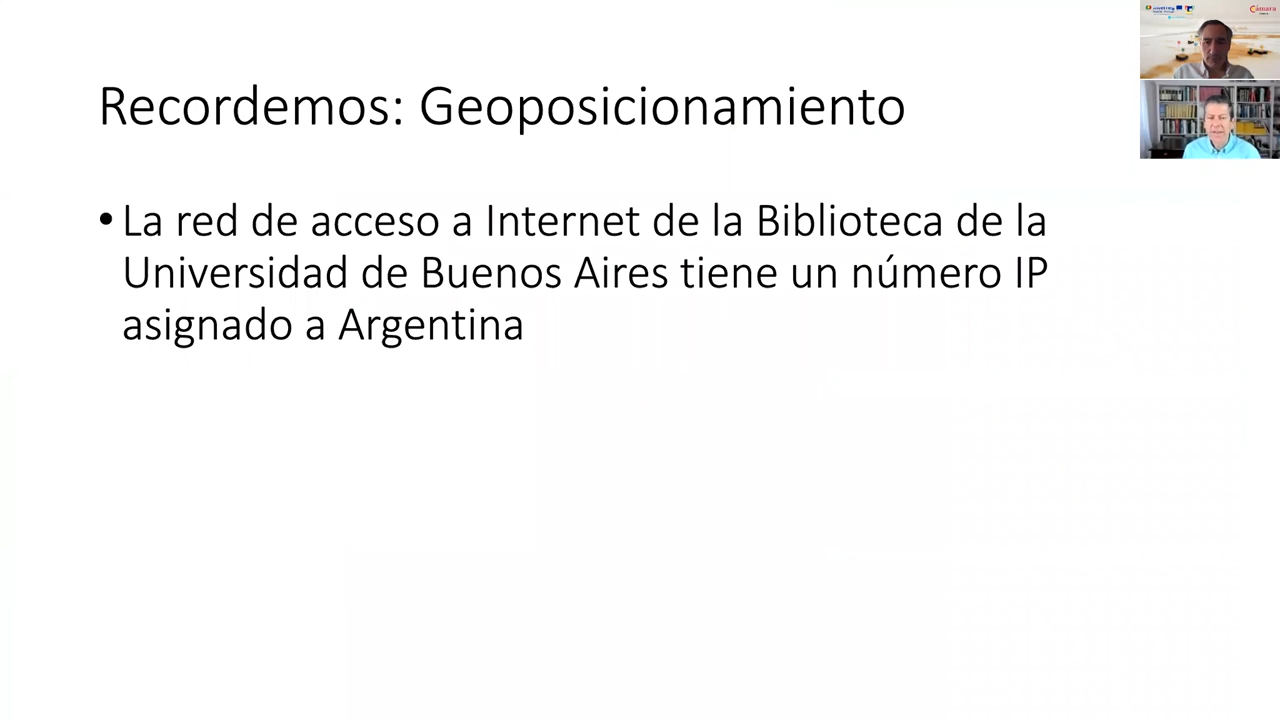 Recordemos: Geoposicionamiento
• La red de acceso a Internet de la Biblioteca de la
Universidad de Buenos Aires tiene un número IP
asignado a Argentina
Cámara